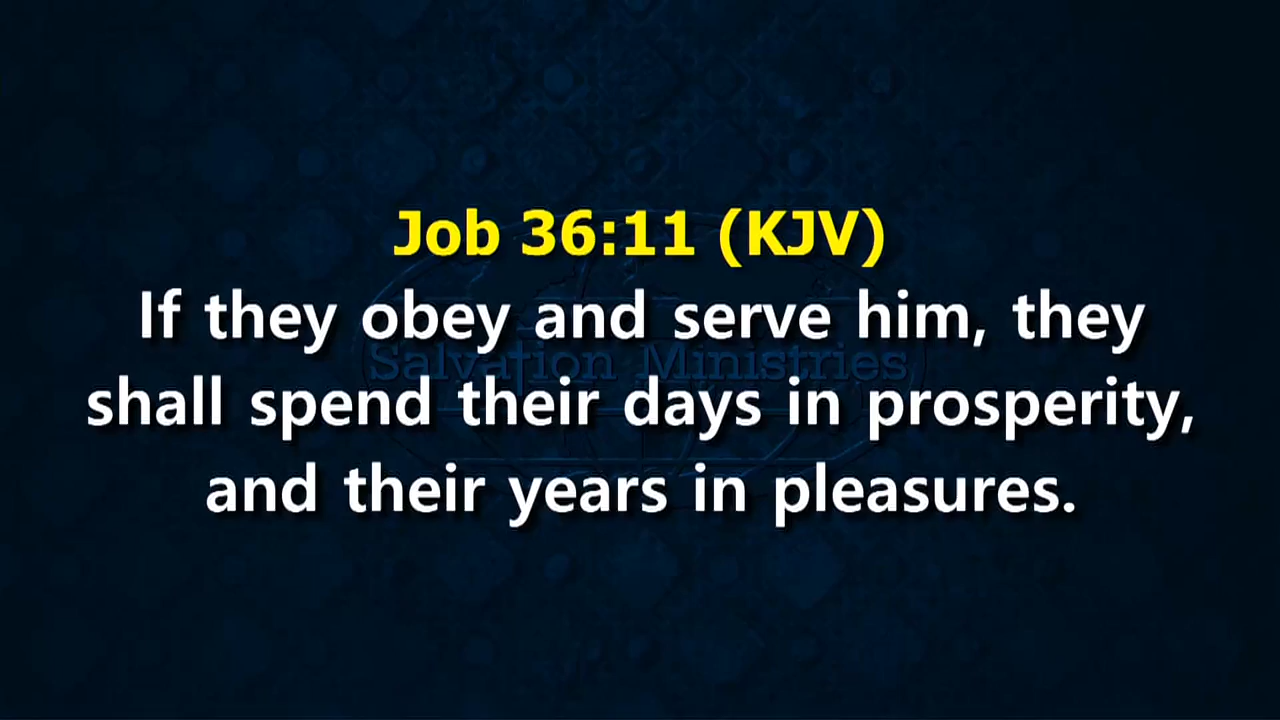 Job 36:11 (KJV)
If they obey and serve him, they
Salvation Ministries
shall spend their days in prosperity,
and their years in pleasures.